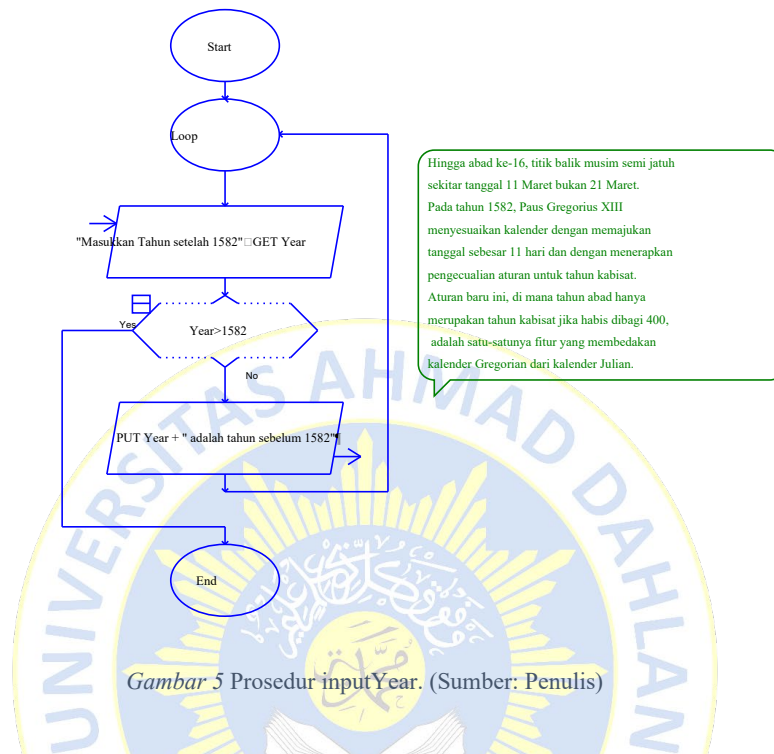 Start
Loop
"Masukkan Tahun setelah 1582"□GET Year
Yes
Year>1582
No
PUT Year + " adalah tahun sebelum 1582"¶
End
Hingga abad ke-16, titik balik musim semi jatuh
sekitar tanggal 11 Maret bukan 21 Maret.
Pada tahun 1582, Paus Gregorius XIII
menyesuaikan kalender dengan memajukan
tanggal sebesar 11 hari dan dengan menerapkan
pengecualian aturan untuk tahun kabisat.
Aturan baru ini, di mana tahun abad hanya
merupakan tahun kabisat jika habis dibagi 400,
adalah satu-satunya fitur yang membedakan
kalender Gregorian dari kalender Julian.
Gambar 5 Prosedur inputYear. (Sumber: Penulis)
UNIVERSITAS AHMAD DAHLAN